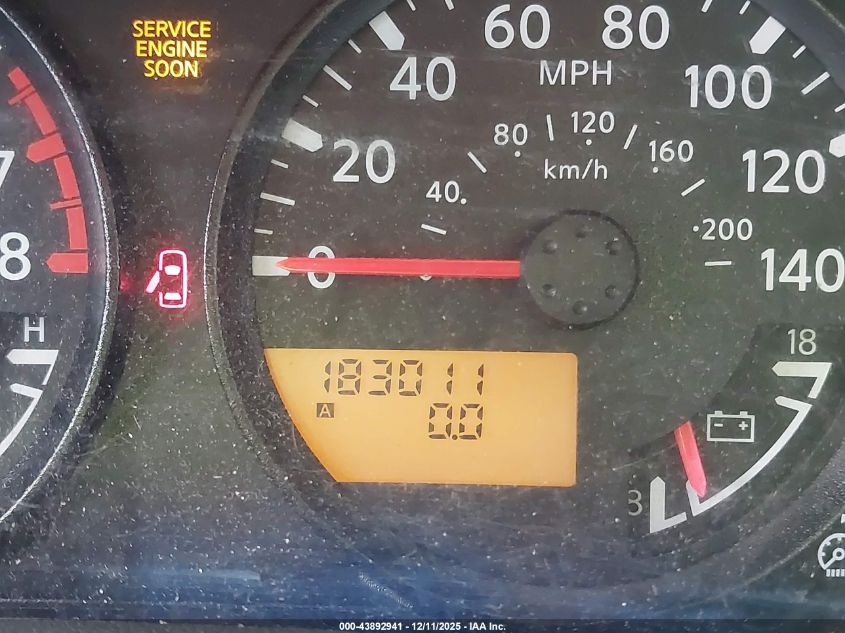 SERVICE
ENGINE
SOON
60 80
40 MPH 100
80 120 160
20 km/h 120
40 200
7
8 0 140
H
18
183011
A 0.0
- +
8
000-43892941 - 12/11/2025 - IAA Inc.